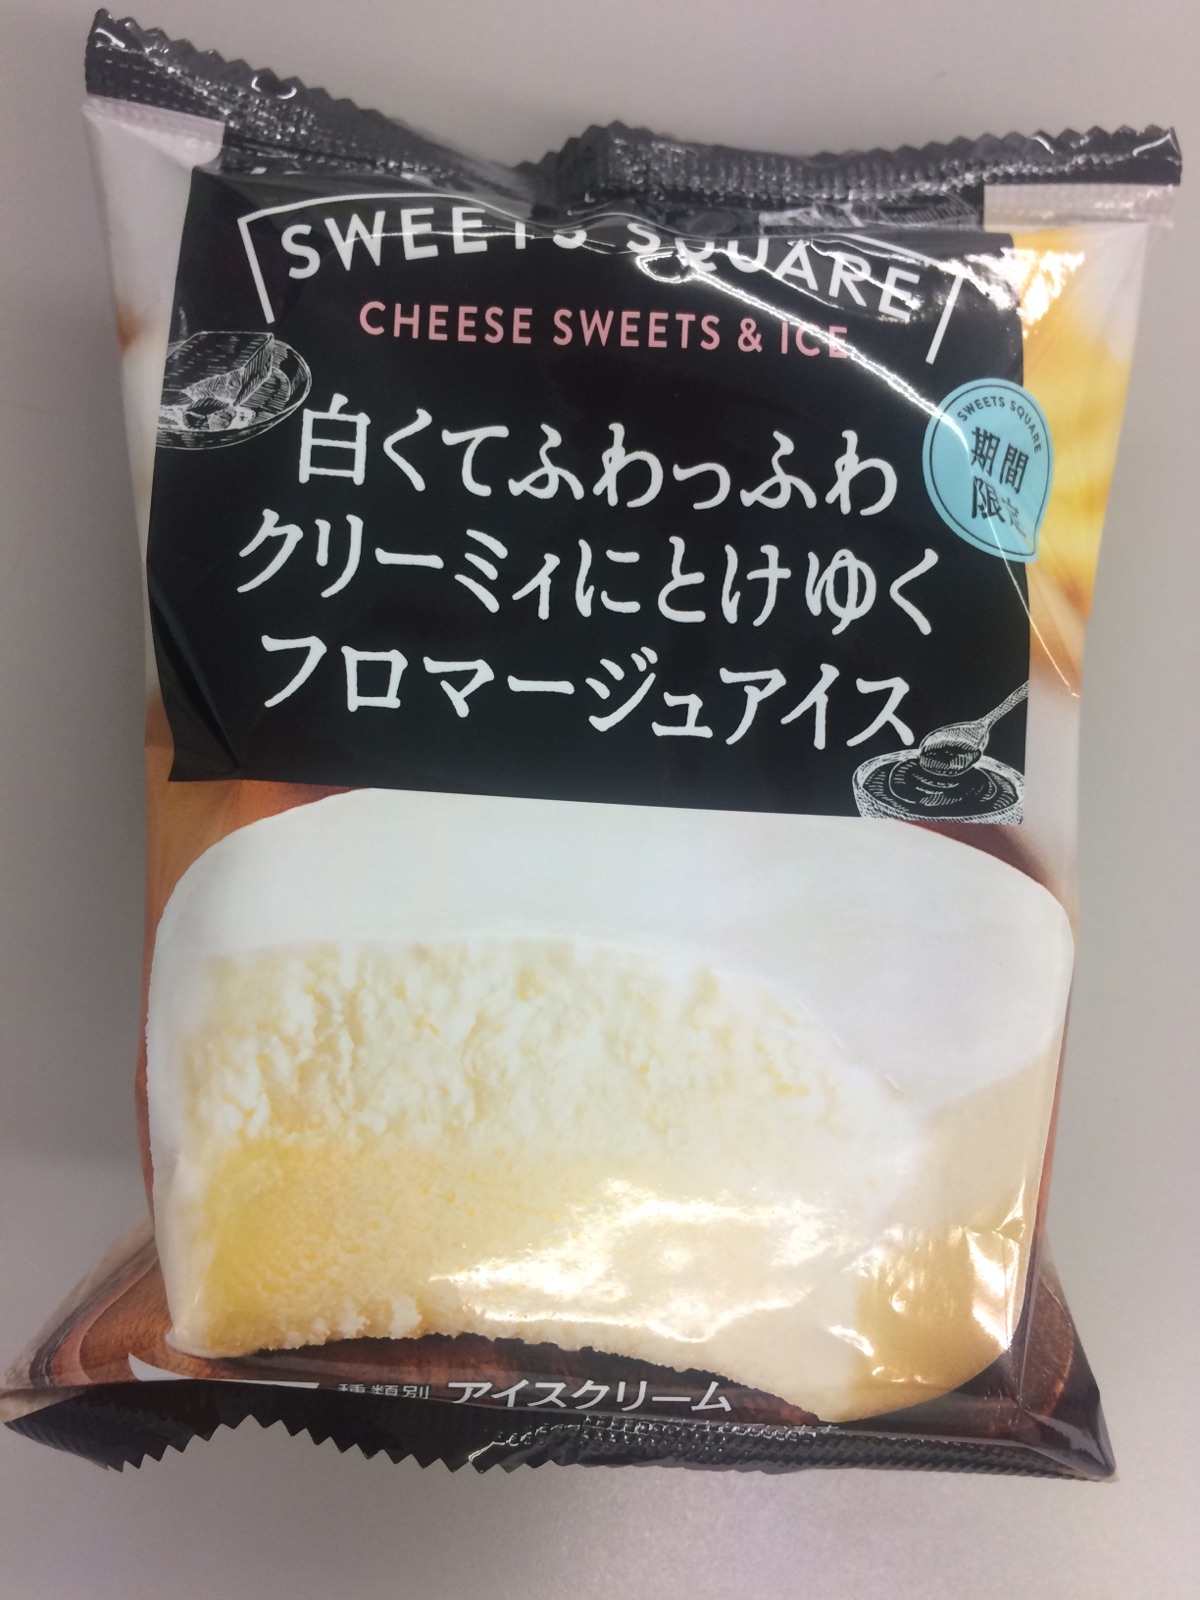 SWEETS SQUARE
CHEESE SWEETS & ICE
白くてふわっふわ
クリーミィにとけゆく
フロマージュアイス
SWEETS SQUARE
期間
限定
種類別 アイスクリーム